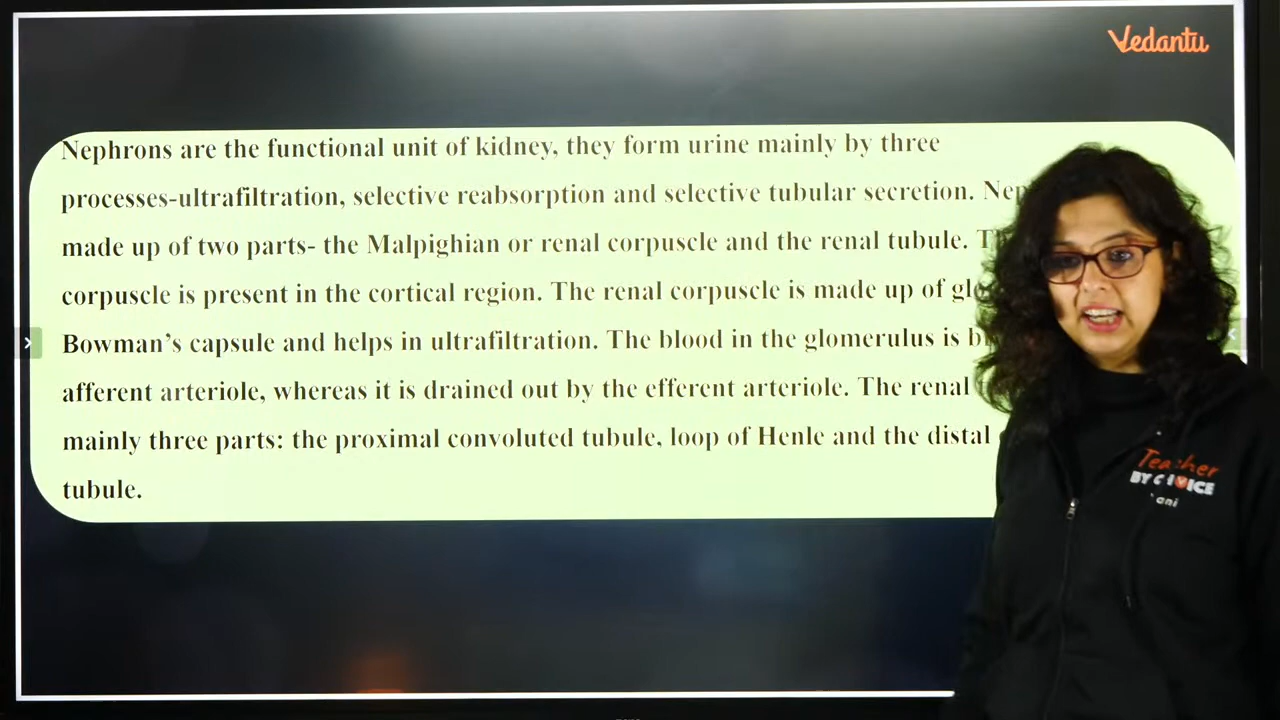 Vedantu
Nephrons are the functional unit of kidney, they form urine mainly by three
processes-ultrafiltration, selective reabsorption and selective tubular secretion.
made up of two parts- the Malpighian or renal corpuscle and the renal tubule.
corpuscle is present in the cortical region. The renal corpuscle is made up of
Bowman's capsule and helps in ultrafiltration. The blood in the glomerulus is
afferent arteriole, whereas it is drained out by the efferent arteriole. The renal
mainly three parts: the proximal convoluted tubule, loop of Henle and the distal
tubule.
Teacher
BY CHOICE